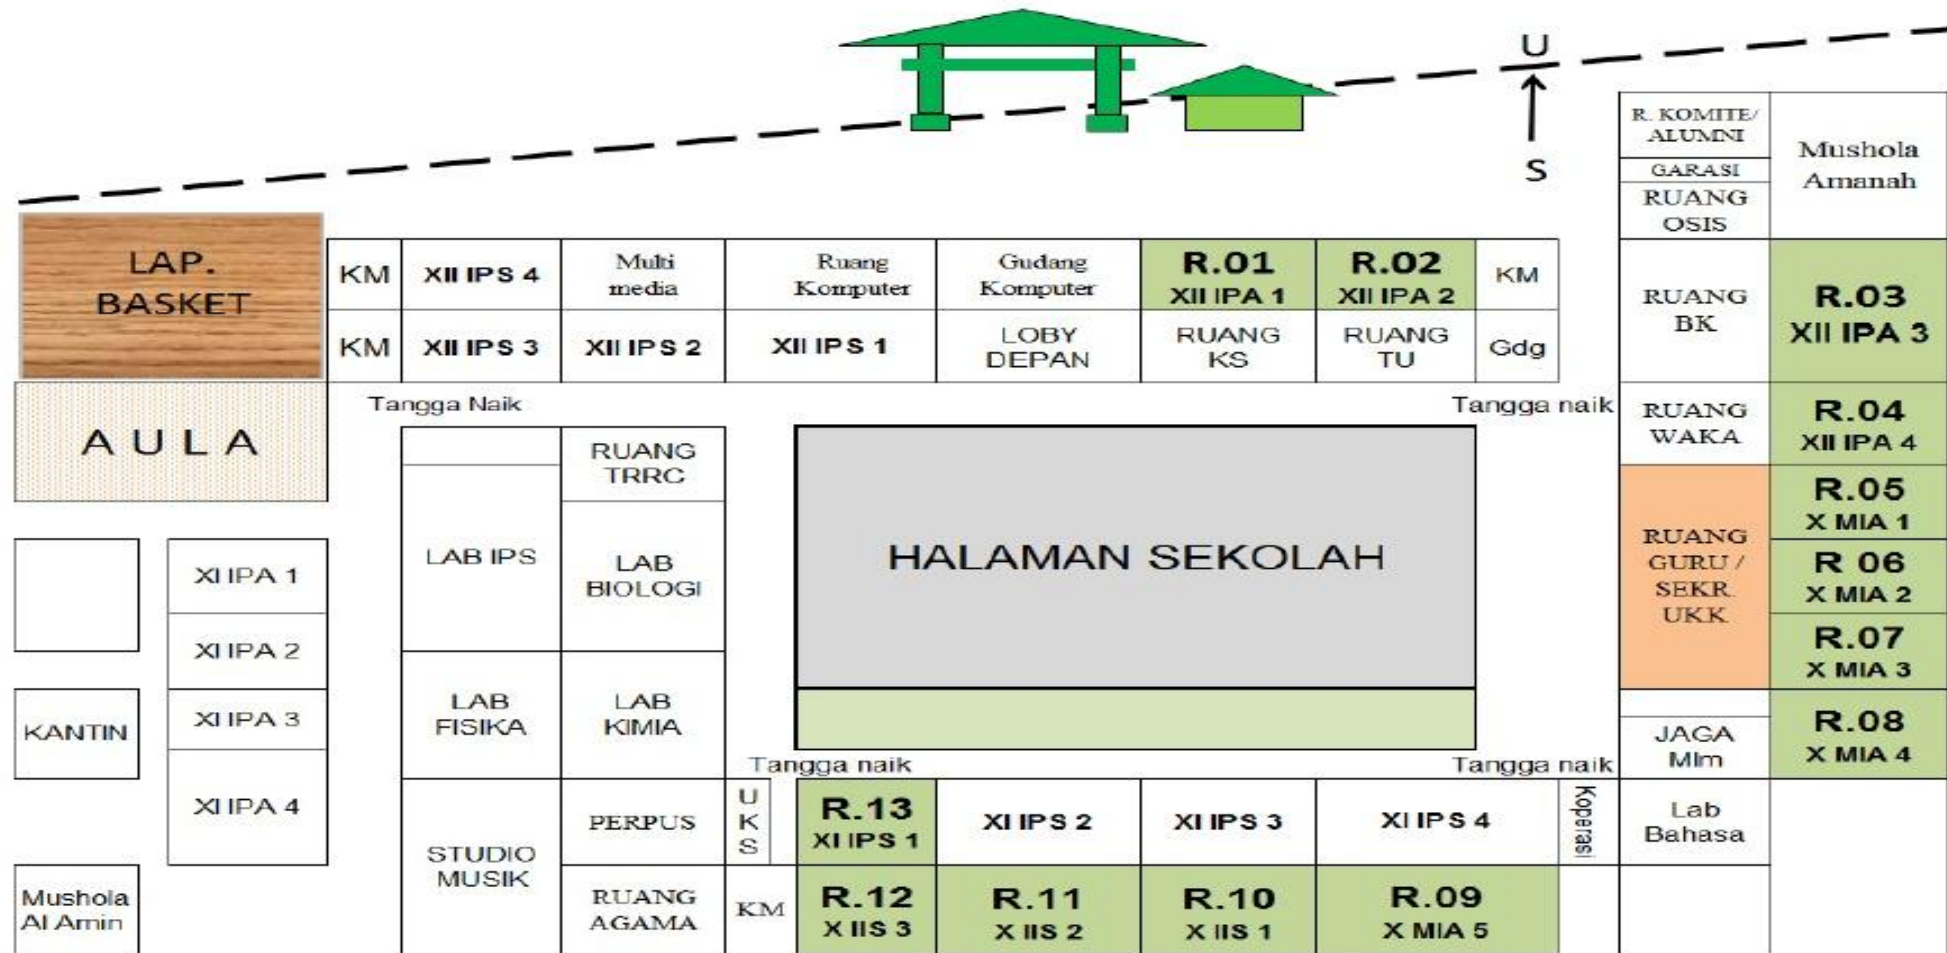 U
S
R. KOMITE/
ALUMNI
GARASI
RUANG
OSIS
Mushola
Amanah
LAP.
BASKET
KM
XII IPS 4
Multi
media
Ruang
Komputer
Gudang
Komputer
R.01
XII IPA 1
R.02
XII IPA 2
KM
RUANG
BK
R.03
XII IPA 3
KM
XII IPS 3
XII IPS 2
XII IPS 1
LOBY
DEPAN
RUANG
KS
RUANG
TU
Gdg
Tangga Naik
Tangga naik
RUANG
WAKA
R.04
XII IPA 4
A U L A
RUANG
TRRC
LAB IPS
LAB
BIOLOGI
HALAMAN SEKOLAH
RUANG
GURU /
SEKR.
UKK
R.05
X MIA 1
R 06
X MIA 2
R.07
X MIA 3
XI IPA 1
XI IPA 2
KANTIN
XI IPA 3
XI IPA 4
LAB
FISIKA
LAB
KIMIA
JAGA
Mlm
R.08
X MIA 4
Tangga naik
Tangga naik
STUDIO
MUSIK
PERPUS
U
K
S
R.13
XI IPS 1
XI IPS 2
XI IPS 3
XI IPS 4
Koperasi
Lab
Bahasa
Mushola
Al Amin
RUANG
AGAMA
KM
R.12
X IIS 3
R.11
X IIS 2
R.10
X IIS 1
R.09
X MIA 5